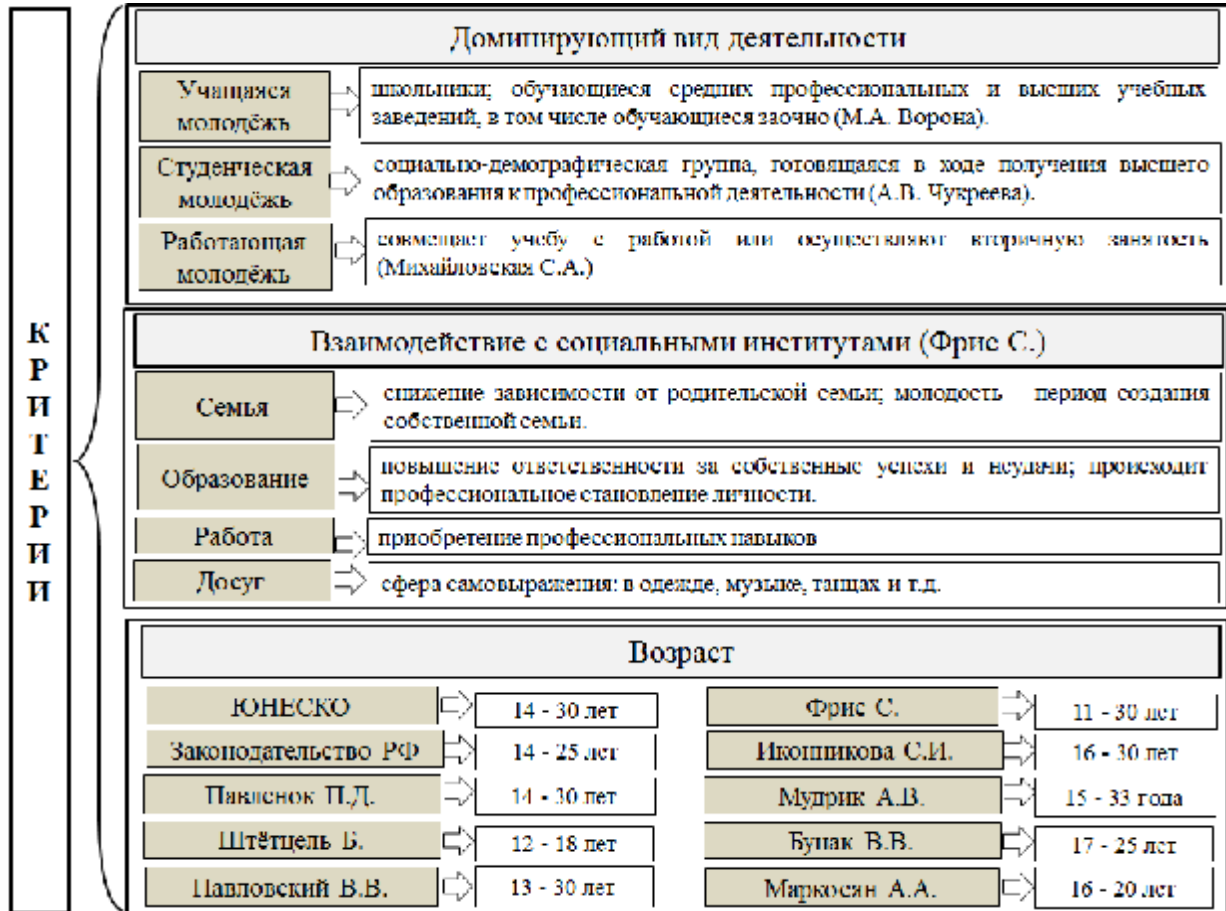 КРИТЕРИИ
Доминирующий вид деятельности
Учащаяся
молодёжь
школьники; обучающиеся средних профессиональных и высших учебных
заведений, в том числе обучающиеся заочно (М.А. Ворона).
Студенческая
молодёжь
социально-демографическая группа, готовящаяся в ходе получения высшего
образования к профессиональной деятельности (А.В. Чукреева).
Работающая
молодёжь
совмещает учебу с работой или осуществляют вторичную занятость
(Михайловская С.А.)
Взаимодействие с социальными институтами (Фрис С.)
Семья
снижение зависимости от родительской семьи; молодость период создания
собственной семьи.
Образование
повышение ответственности за собственные успехи и неудачи; происходит
профессиональное становление личности.
Работа
приобретение профессиональных навыков
Досуг
сфера самовыражения: в одежде, музыке, танцах и т.д.
Возраст
ЮНЕСКО 14 - 30 лет
Фрис С. 11 - 30 лет
Законодательство РФ 14 - 25 лет
Иконникова С.И. 16 - 30 лет
Павленок П.Д. 14 - 30 лет
Мудрик А.В. 15 - 33 года
Штётцель Б. 12 - 18 лет
Бунак В.В. 17 - 25 лет
Павловский В.В. 13 - 30 лет
Маркосян А.А. 16 - 20 лет